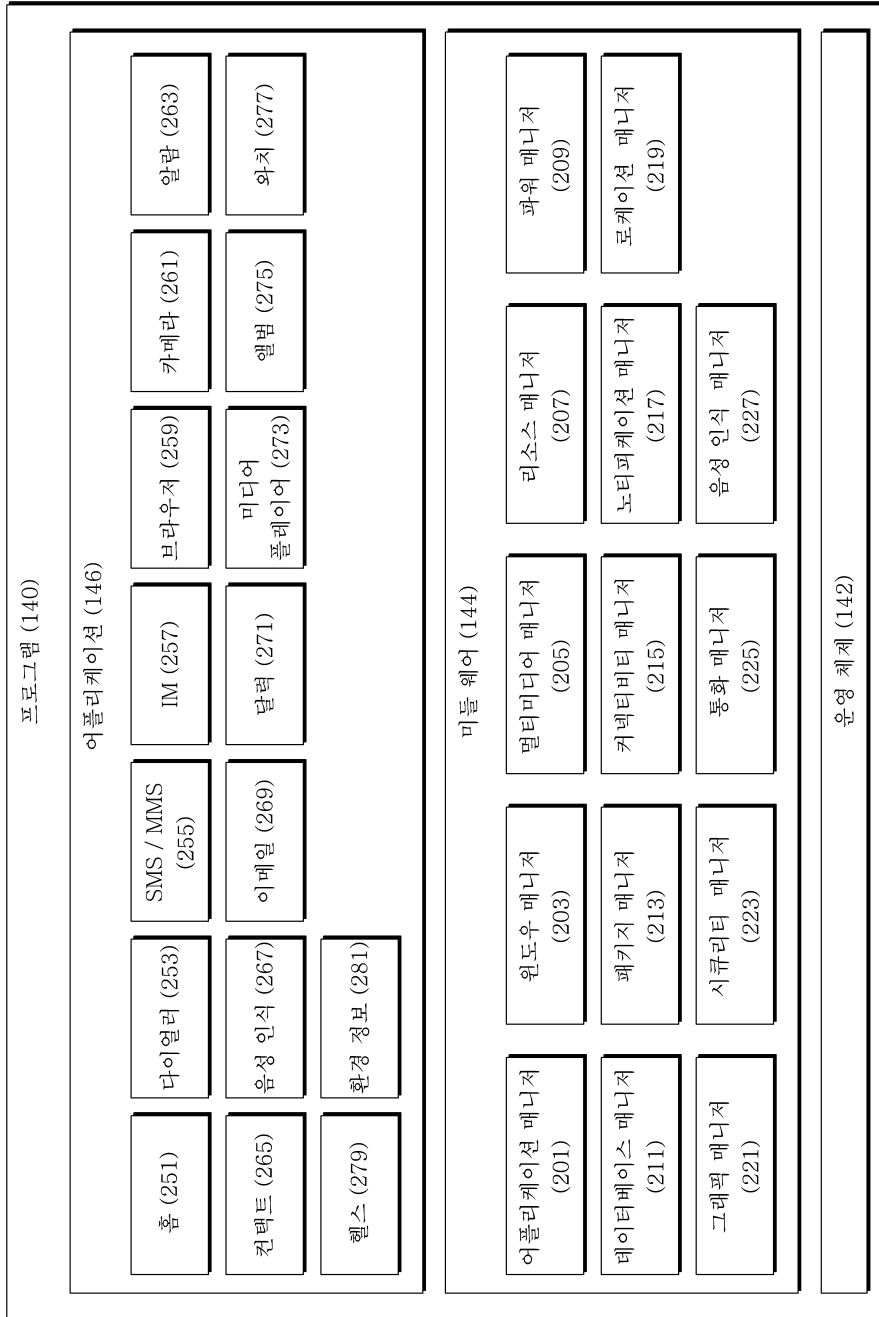 프로그램 (140)
어플리케이션 (146)
홈 (251)
다이얼러 (253)
SMS / MMS
(255)
IM (257)
브라우저 (259)
카메라 (261)
알람 (263)
컨택트 (265)
음성 인식 (267)
이메일 (269)
달력 (271)
미디어
플레이어 (273)
앨범 (275)
와치 (277)
헬스 (279)
환경 정보 (281)
미들 웨어 (144)
어플리케이션 매니저
(201)
윈도우 매니저
(203)
멀티미디어 매니저
(205)
리소스 매니저
(207)
파워 매니저
(209)
데이터베이스 매니저
(211)
패키지 매니저
(213)
커넥티비티 매니저
(215)
노티피케이션 매니저
(217)
로케이션 매니저
(219)
그래픽 매니저
(221)
시큐리티 매니저
(223)
통화 매니저
(225)
음성 인식 매니저
(227)
운영 체제 (142)